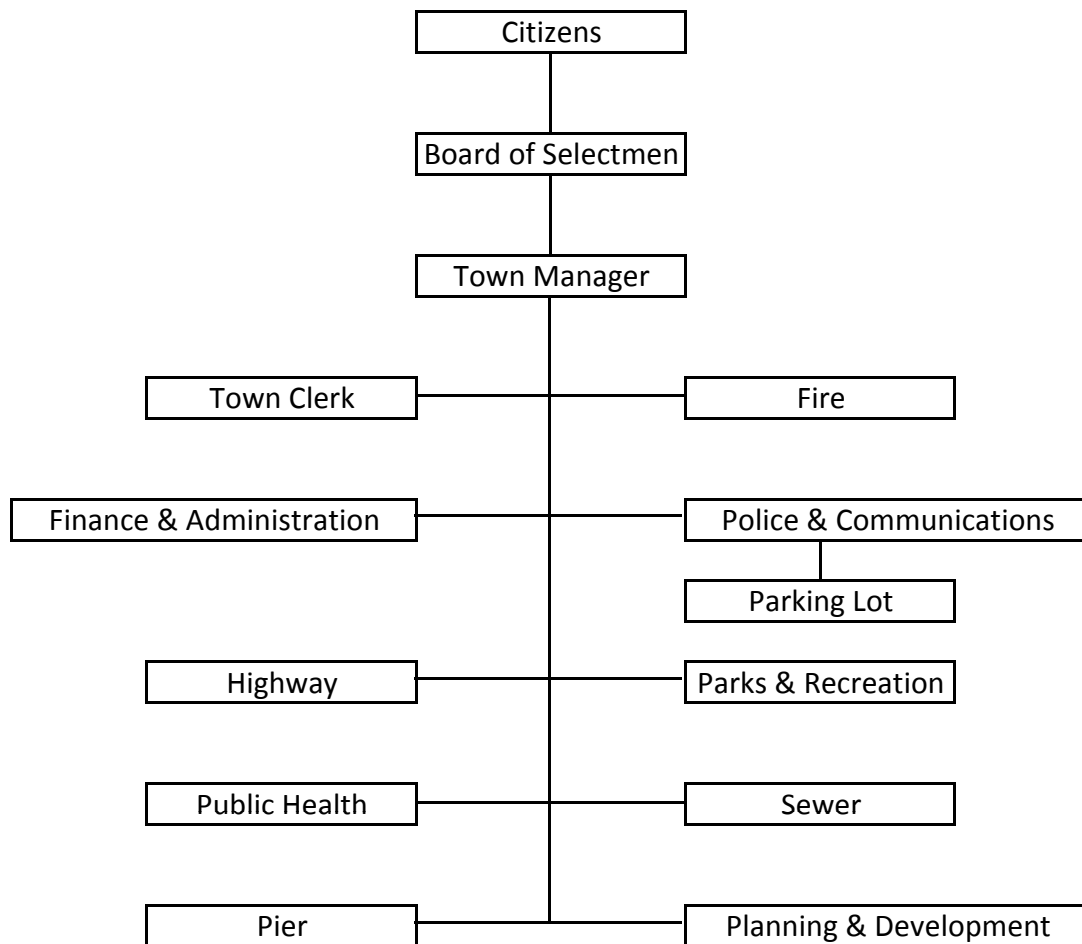 Citizens
Board of Selectmen
Town Manager
Town Clerk
Fire
Finance & Administration
Police & Communications
Parking Lot
Highway
Parks & Recreation
Public Health
Sewer
Pier
Planning & Development